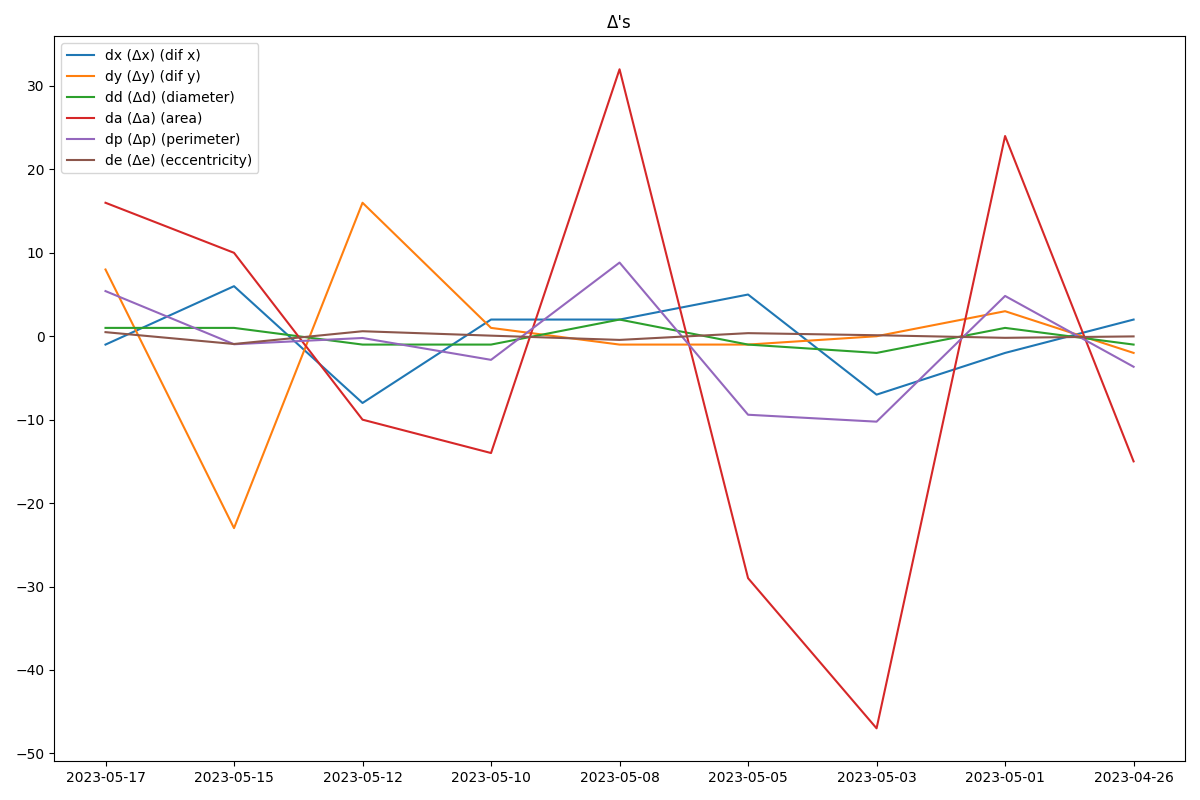 Δ's
dx (Δx) (dif x)
dy (Δy) (dif y)
dd (Δd) (diameter)
da (Δa) (area)
dp (Δp) (perimeter)
de (Δe) (eccentricity)
30
20
10
0
−10
−20
−30
−40
−50
2023-05-17 2023-05-15 2023-05-12 2023-05-10 2023-05-08 2023-05-05 2023-05-03 2023-05-01 2023-04-26